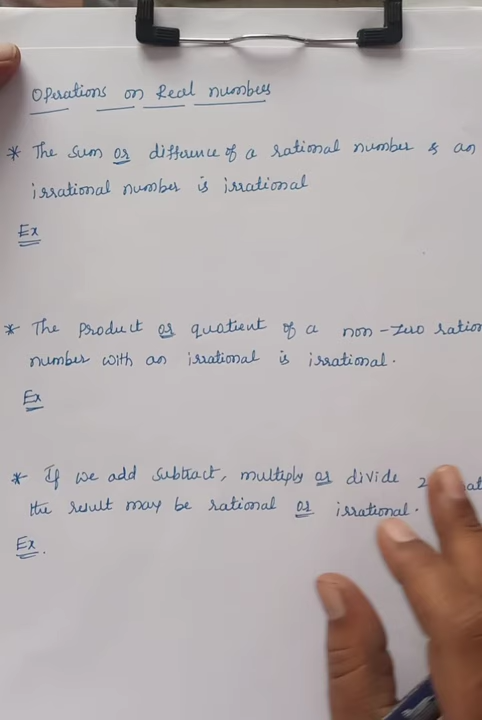 Operations on Real numbers
* The sum or difference of a rational number & an
irrational number is irrational
Ex
* The product or quotient of a non-zero ration
number with an irrational is irrational.
Ex
* If we add subtract, multiply or divide 2
the result may be rational or irrational.
Ex.